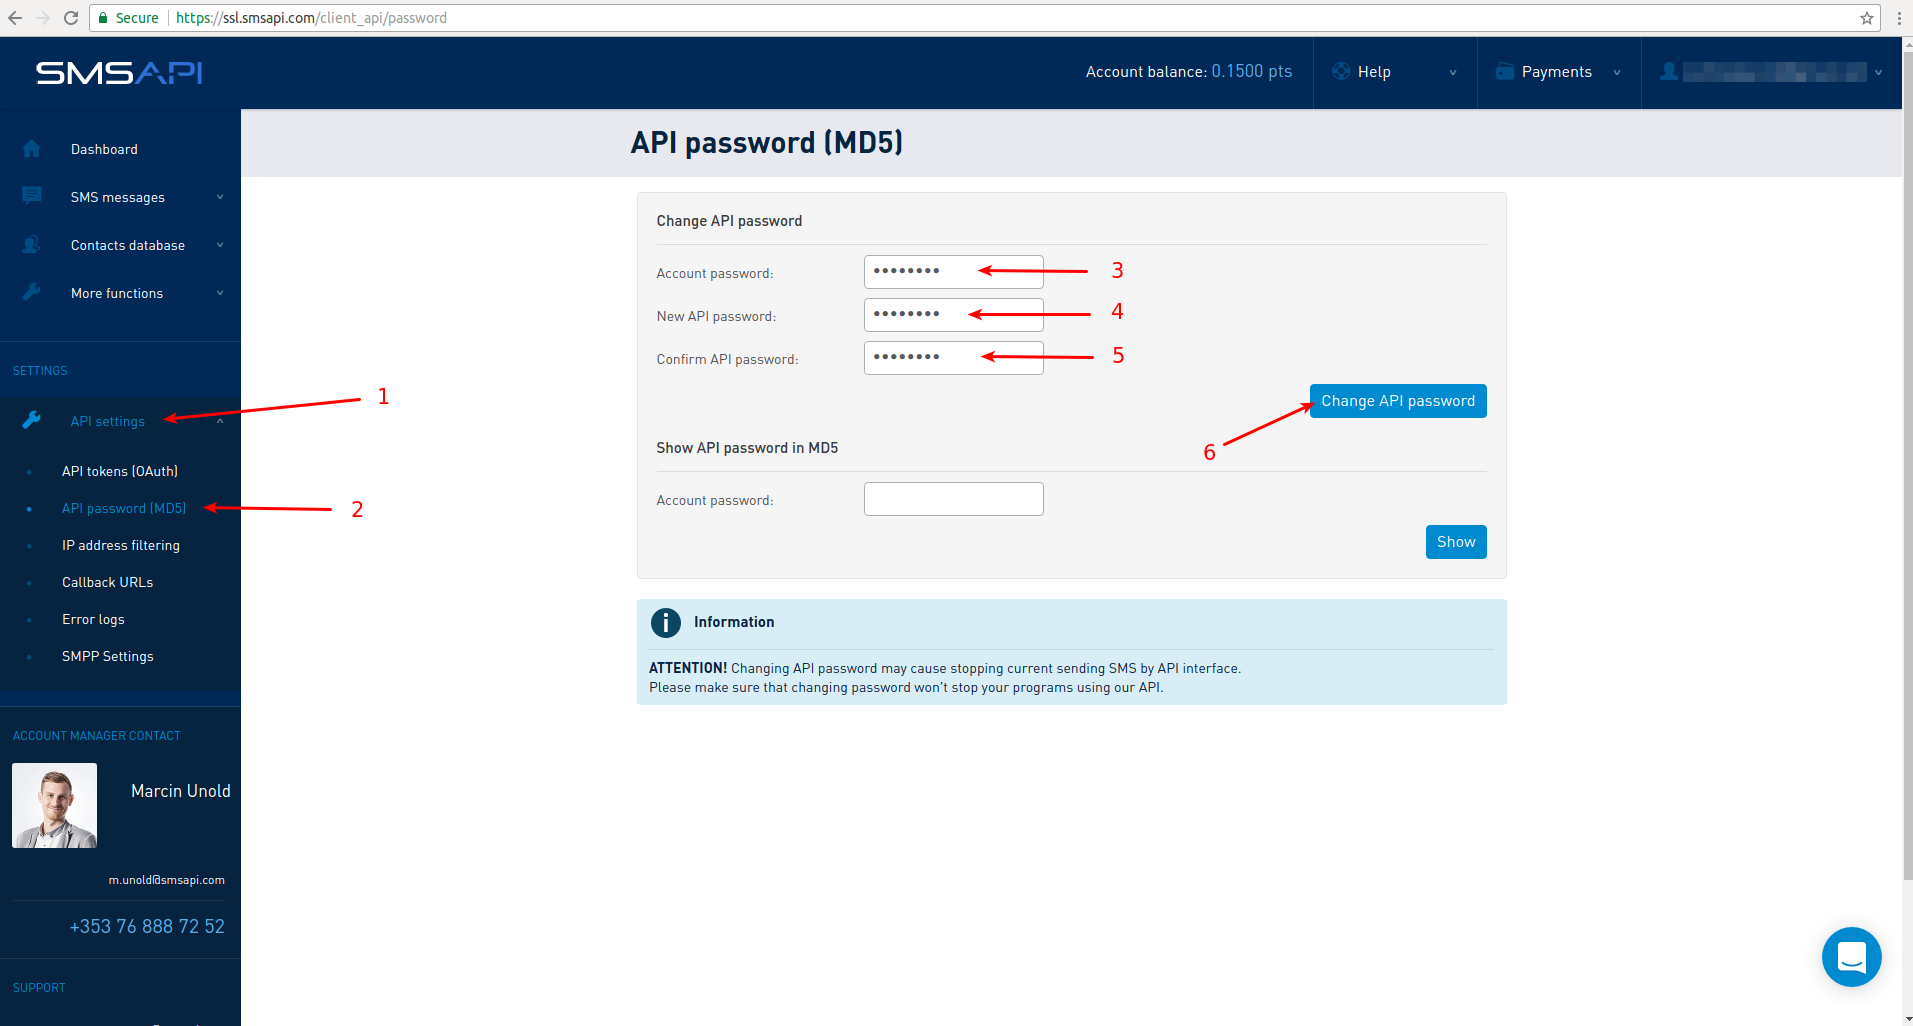 Secure https://ssl.smsapi.com/client_api/password
SMSAPI
Account balance: 0.1500 pts
Help
Payments
Dashboard
SMS messages
Contacts database
More functions
SETTINGS
API settings
1
API tokens (OAuth)
API password (MD5)
2
IP address filtering
Callback URLs
Error logs
SMPP Settings
ACCOUNT MANAGER CONTACT
Marcin Unold
m.unold@smsapi.com
+353 76 888 72 52
SUPPORT
API password (MD5)
Change API password
Account password:
3
New API password:
4
Confirm API password:
5
Change API password
6
Show API password in MD5
Account password:
Show
i Information
ATTENTION! Changing API password may cause stopping current sending SMS by API interface.
Please make sure that changing password won't stop your programs using our API.